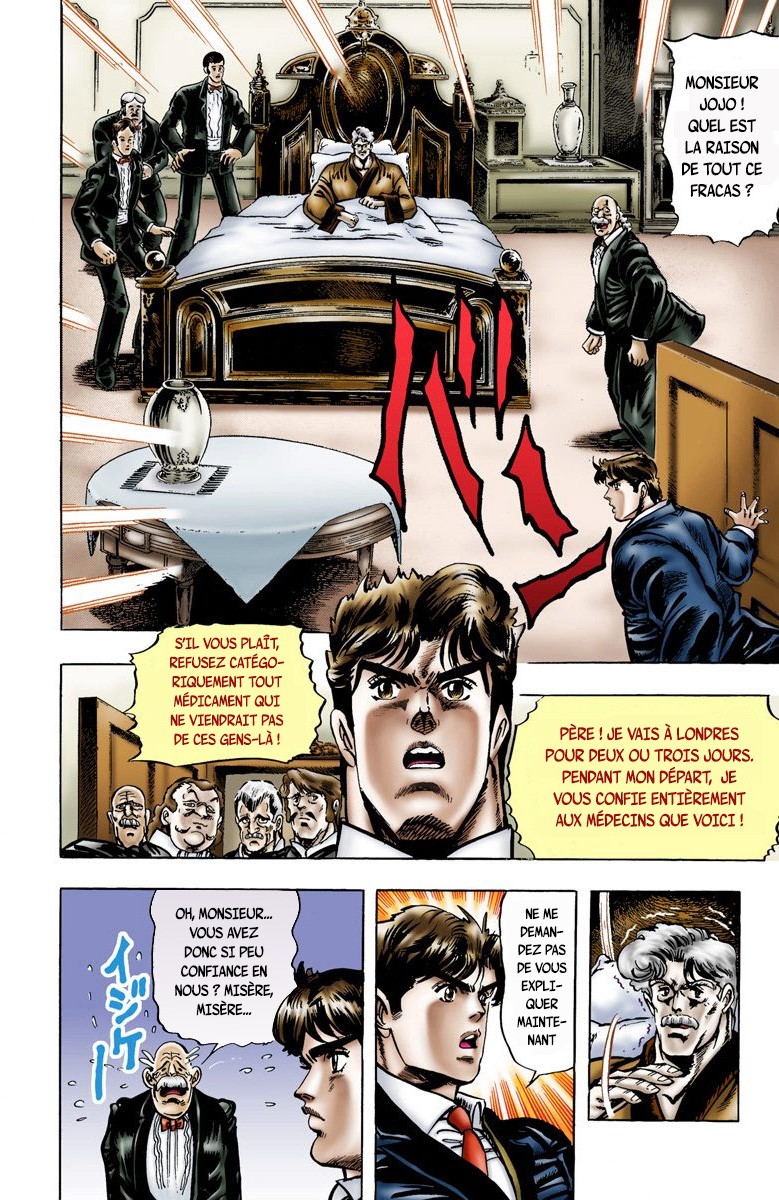 MONSIEUR
JOJO !
QUEL EST
LA RAISON
DE TOUT CE
FRACAS ?
バンッ
PÈRE ! JE VAIS À LONDRES
POUR DEUX OU TROIS JOURS.
PENDANT MON DÉPART, JE
VOUS CONFIE ENTIÈREMENT
AUX MÉDECINS QUE VOICI !
S'IL VOUS PLAÎT,
REFUSEZ CATÉGO-
RIQUEMENT TOUT
MÉDICAMENT QUI
NE VIENDRAIT PAS
DE CES GENS-LÀ !
NE ME
DEMAN-
DEZ PAS
DE VOUS
EXPLI-
QUER
MAINTE-
NANT
OH, MONSIEUR...
VOUS AVEZ
DONC SI PEU
CONFIANCE EN
NOUS ? MISÈRE,
MISÈRE...
イジケー